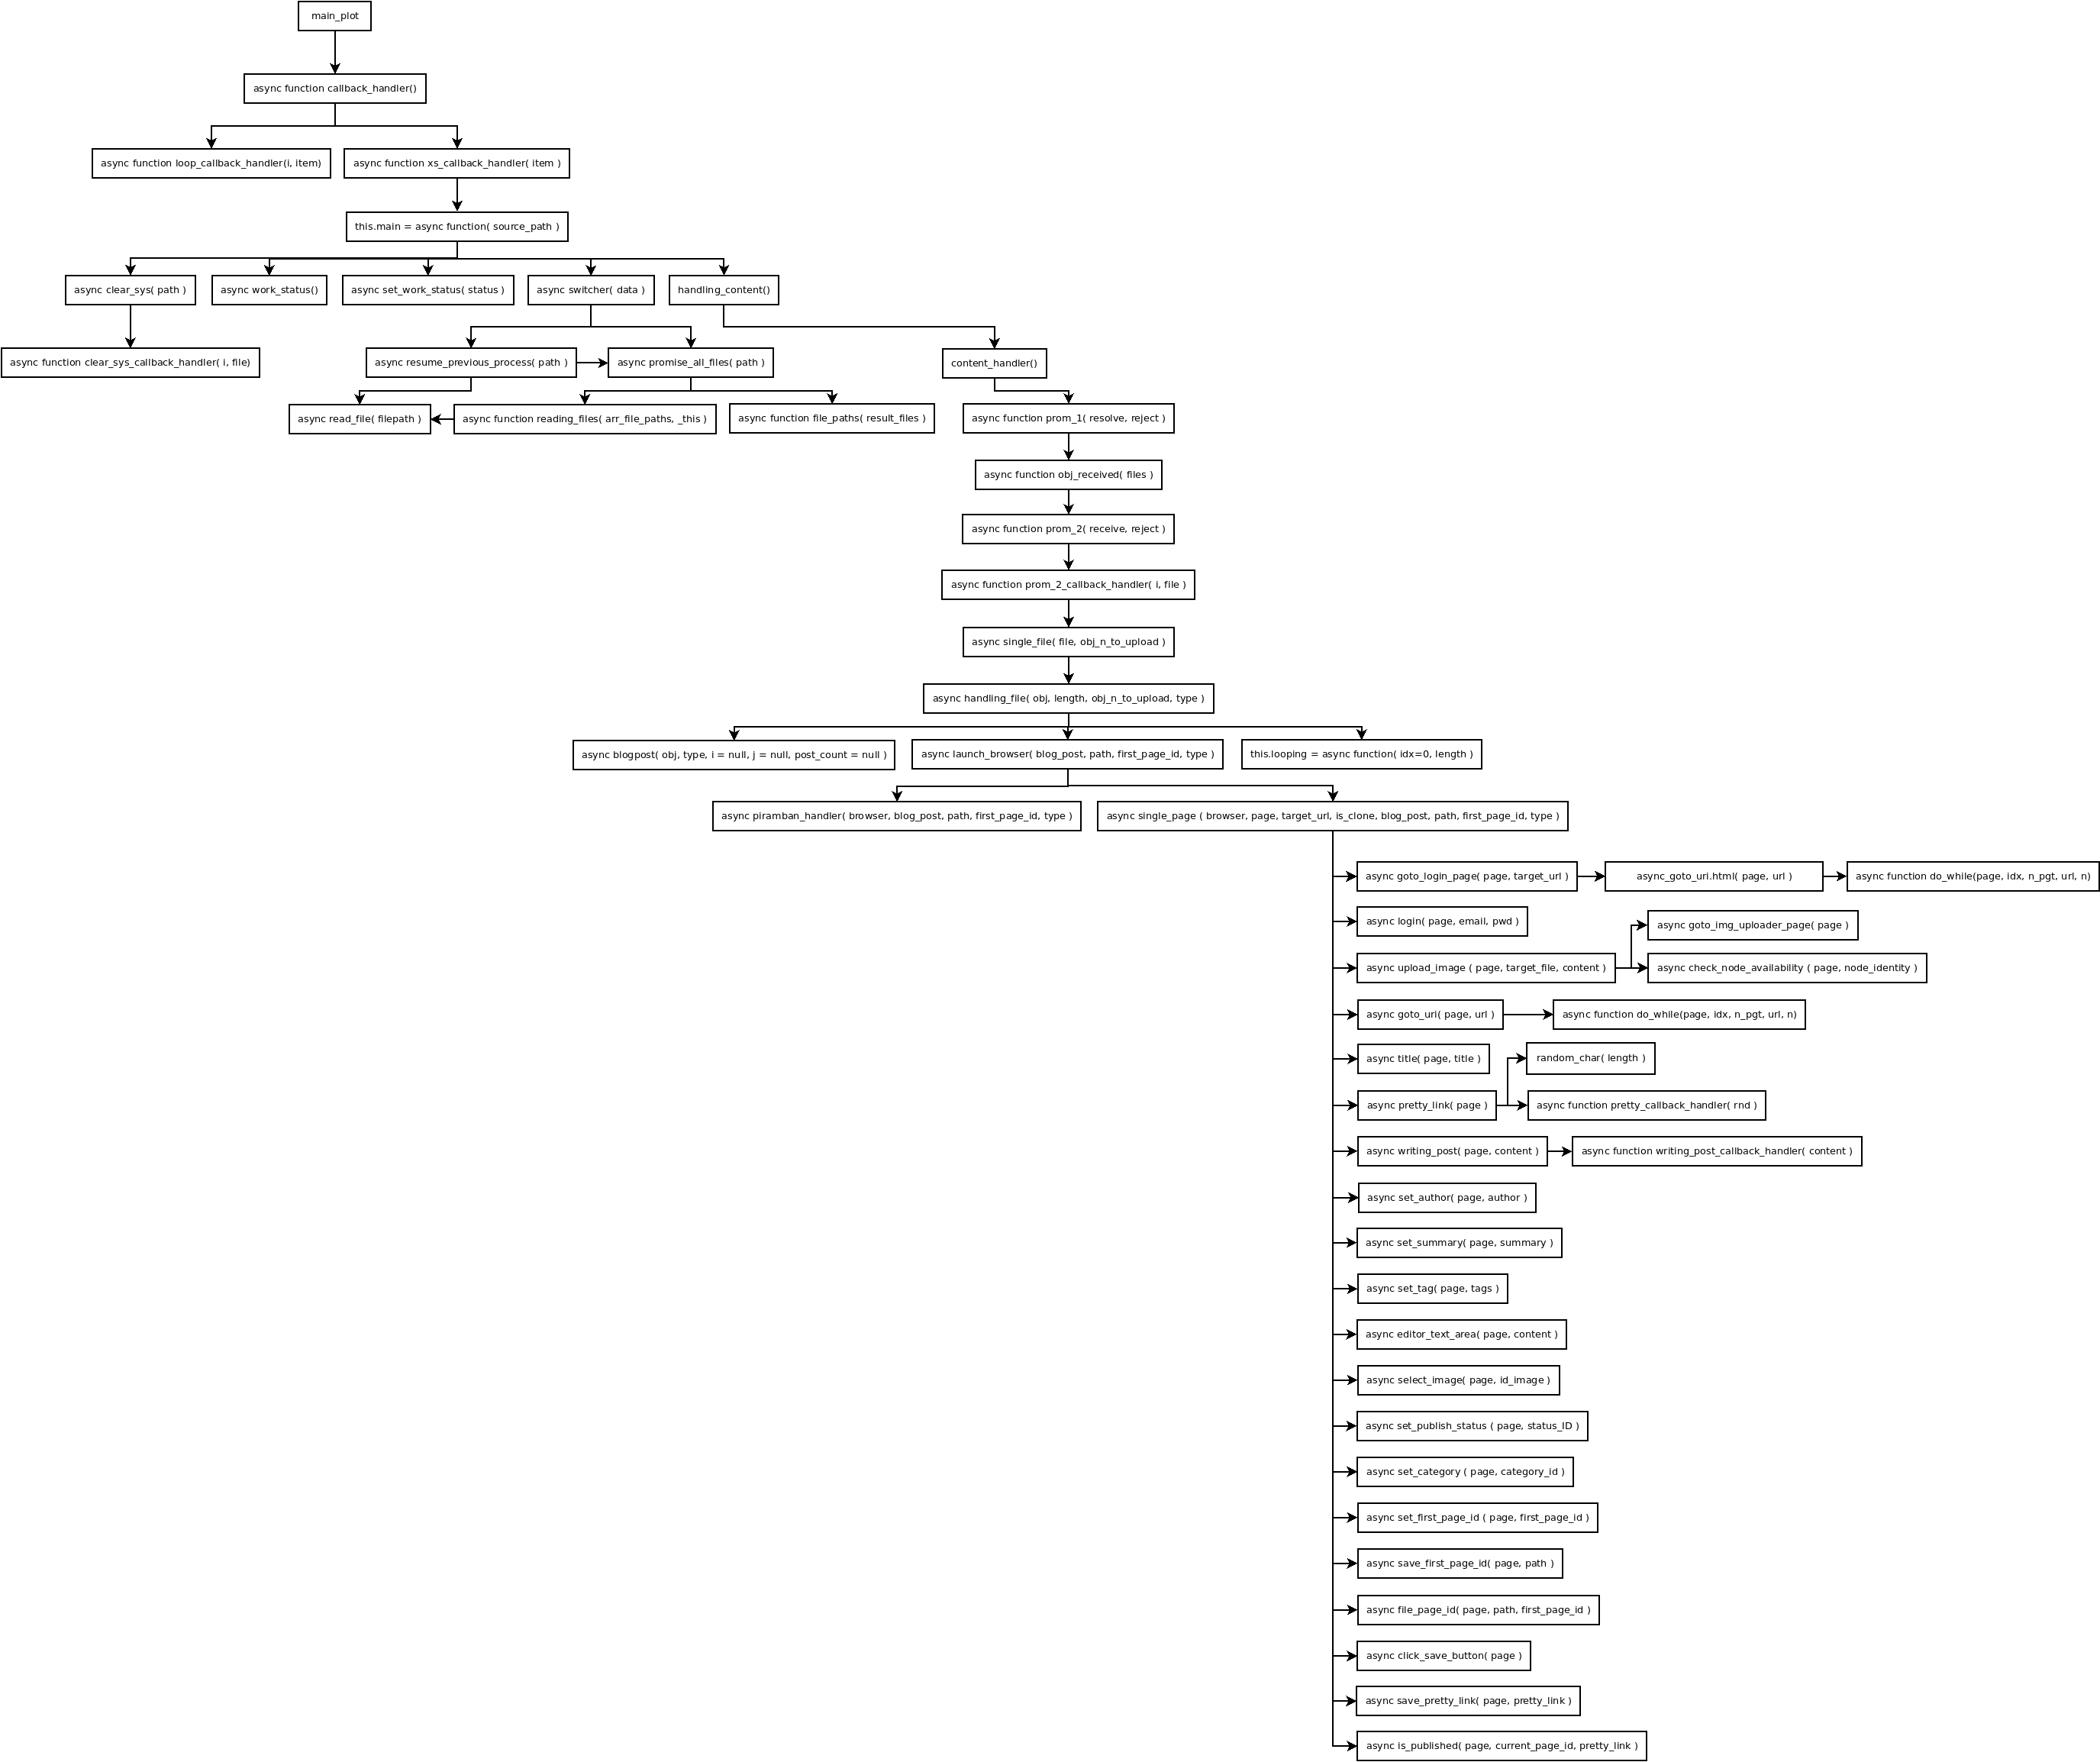 main_plot
async function callback_handler()
async function loop_callback_handler(i, item)
async function xs_callback_handler( item )
this.main = async function( source_path )
async clear_sys( path )
async work_status()
async set_work_status( status )
async switcher( data )
handling_content()
async function clear_sys_callback_handler( i, file)
async resume_previous_process( path )
async promise_all_files( path )
content_handler()
async read_file( filepath )
async function reading_files( arr_file_paths, _this )
async function file_paths( result_files )
async function prom_1( resolve, reject )
async function obj_received( files )
async function prom_2( receive, reject )
async function prom_2_callback_handler( i, file )
async single_file( file, obj_n_to_upload )
async handling_file( obj, length, obj_n_to_upload, type )
async blogpost( obj, type, i = null, j = null, post_count = null )
async launch_browser( blog_post, path, first_page_id, type )
this.looping = async function( idx=0, length )
async piramban_handler( browser, blog_post, path, first_page_id, type )
async single_page ( browser, page, target_url, is_clone, blog_post, path, first_page_id, type )
async goto_login_page( page, target_url )
async_goto_uri.html( page, url )
async function do_while(page, idx, n_pgt, url, n)
async login( page, email, pwd )
async goto_img_uploader_page( page )
async upload_image ( page, target_file, content )
async check_node_availability ( page, node_identity )
async goto_uri( page, url )
async function do_while(page, idx, n_pgt, url, n)
async title( page, title )
random_char( length )
async pretty_link( page )
async function pretty_callback_handler( rnd )
async writing_post( page, content )
async function writing_post_callback_handler( content )
async set_author( page, author )
async set_summary( page, summary )
async set_tag( page, tags )
async editor_text_area( page, content )
async select_image( page, id_image )
async set_publish_status ( page, status_ID )
async set_category ( page, category_id )
async set_first_page_id ( page, first_page_id )
async save_first_page_id( page, path )
async file_page_id( page, path, first_page_id )
async click_save_button( page )
async save_pretty_link( page, pretty_link )
async is_published( page, current_page_id, pretty_link )